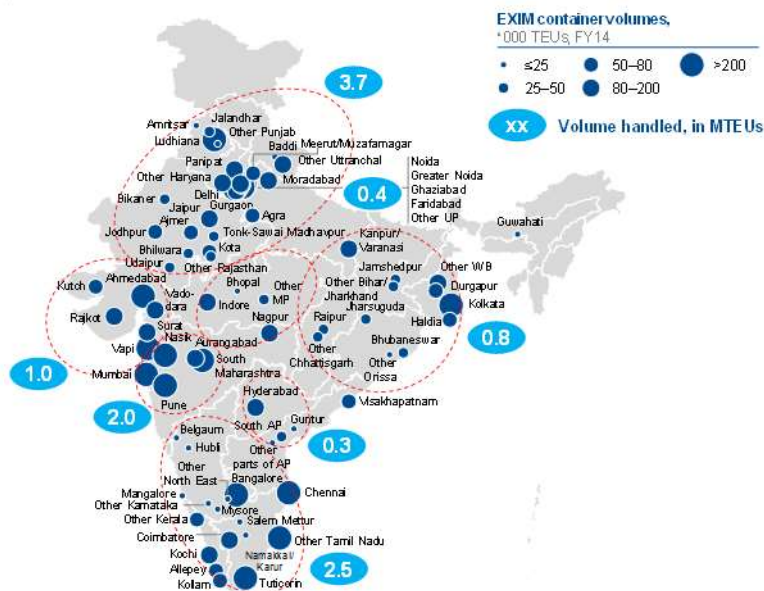 EXIM container volumes,
'000 TEUs, FY14
≤25
50–80
>200
25–50
80–200
xx
Volume handled, in MTEUs
3.7
Jalandhar
Amritsar
Other Punjab
Ludhiana
Baddi
Meerut/Muzafarnagar
Panipat
Other Uttranchal
Other Haryana
Moradabad
Noida
Greater Noida
Ghaziabad
Faridabad
Other UP
0.4
Delhi
Bikaner
Gurgaon
Jaipur
Agra
Ajmer
Guwahati
Jodhpur
Tonk-Sawai Madhavpur
Kanpur/
Varanasi
Bhilwara
Kota
Udaipur
Other Rajasthan
Jamshedpur
Other WB
Kutch
Ahmedabad
Bhopal
Other
MP
Other Bihar/
Jharkhand
Durgapur
Vado-
dara
Indore
Kolkata
Rajkot
Raipur
Jharsuguda
Haldia
Surat
Nagpur
Nasik
Aurangabad
Other
Chhattisgarh
Bhubaneswar
0.8
Vapi
South
Maharashtra
Other
Orissa
1.0
Mumbai
Pune
Hyderabad
Visakhapatnam
2.0
Belgaum
South AP
Guntur
0.3
Hubli
Other
parts of AP
Other
North East
Bangalore
Mangalore
Chennai
Other Karnataka
Mysore
Other Kerala
Salem Mettur
Coimbatore
Other Tamil Nadu
Kochi
Namakkal/
Karur
Allepey
2.5
Kollam
Tuticorin